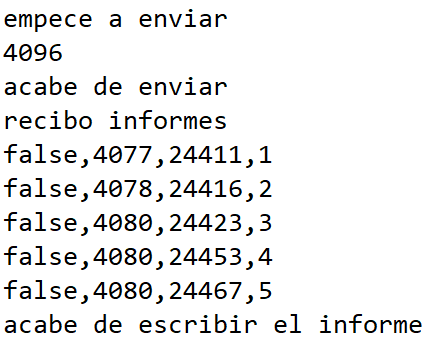 empece a enviar
4096
acabe de enviar
recibo informes
false,4077,24411,1
false,4078,24416,2
false,4080,24423,3
false,4080,24453,4
false,4080,24467,5
acabe de escribir el informe